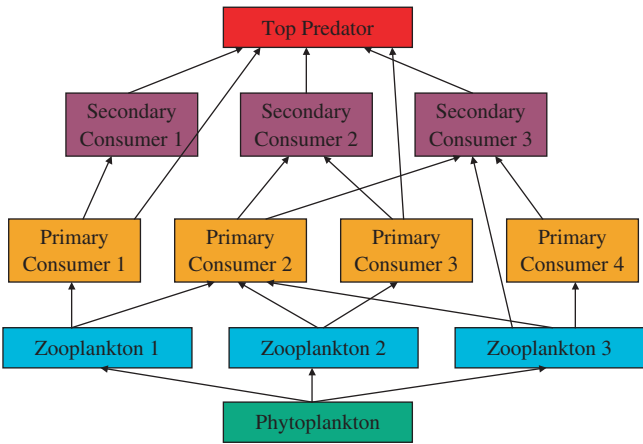 Top Predator
Secondary
Consumer 1
Secondary
Consumer 2
Secondary
Consumer 3
Primary
Consumer 1
Primary
Consumer 2
Primary
Consumer 3
Primary
Consumer 4
Zooplankton 1
Zooplankton 2
Zooplankton 3
Phytoplankton